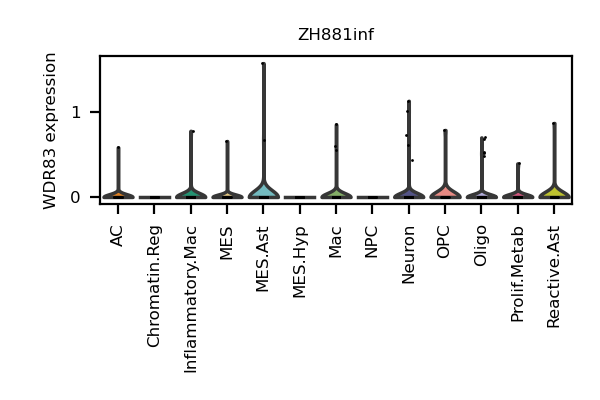 ZH881inf
WDR83 expression
1
0
AC
Chromatin.Reg
Inflammatory.Mac
MES
MES.Ast
MES.Hyp
Mac
NPC
Neuron
OPC
Oligo
Prolif.Metab
Reactive.Ast